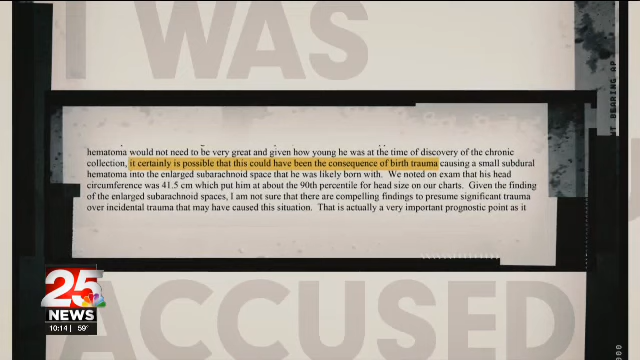 I WAS
hematoma would not need to be very great and given how young he was at the time of discovery of the chronic
collection, it certainly is possible that this could have been the consequence of birth trauma causing a small subdural
hematoma into the enlarged subarachnoid space that he was likely born with.  We noted on exam that his head
circumference was 41.5 cm which put him at about the 90th percentile for head size on our charts.  Given the finding
of the enlarged subarachnoid spaces, I am not sure that there are compelling findings to presume significant trauma
over incidental trauma that may have caused this situation.  That is actually a very important prognostic point as it
BEARING AP
ACCUSED
25
NEWS
10:14 | 59°